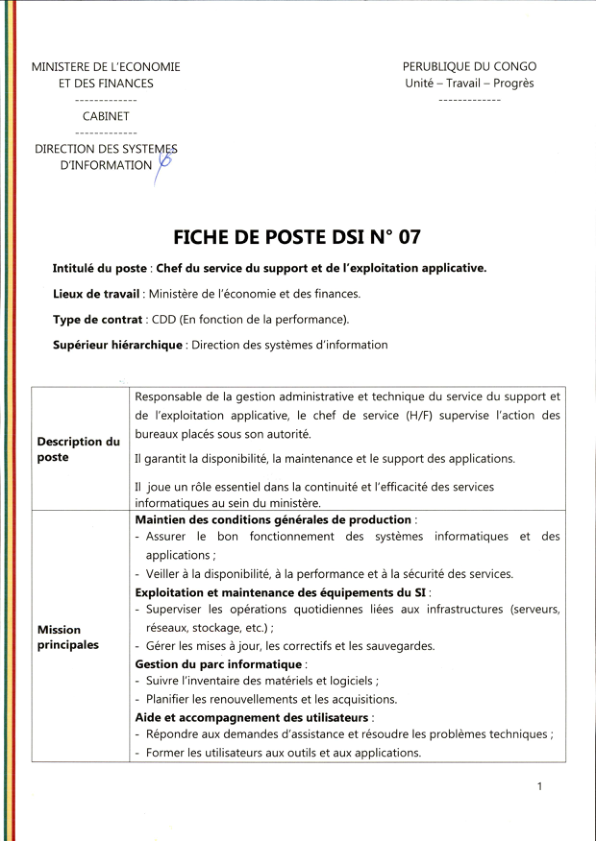 MINISTERE DE L'ECONOMIE
ET DES FINANCES
-------------
CABINET
-------------
DIRECTION DES SYSTEMES
D'INFORMATION
PERUBLIQUE DU CONGO
Unité – Travail – Progrès
-------------
FICHE DE POSTE DSI N° 07
Intitulé du poste : Chef du service du support et de l'exploitation applicative.
Lieux de travail : Ministère de l'économie et des finances.
Type de contrat : CDD (En fonction de la performance).
Supérieur hiérarchique : Direction des systèmes d'information
Description du
poste
Responsable de la gestion administrative et technique du service du support et
de l'exploitation applicative, le chef de service (H/F) supervise l'action des
bureaux placés sous son autorité.
Il garantit la disponibilité, la maintenance et le support des applications.
Il joue un rôle essentiel dans la continuité et l'efficacité des services
informatiques au sein du ministère.
Mission
principales
Maintien des conditions générales de production :
- Assurer le bon fonctionnement des systèmes informatiques et des
applications ;
- Veiller à la disponibilité, à la performance et à la sécurité des services.
Exploitation et maintenance des équipements du SI :
- Superviser les opérations quotidiennes liées aux infrastructures (serveurs,
réseaux, stockage, etc.) ;
- Gérer les mises à jour, les correctifs et les sauvegardes.
Gestion du parc informatique :
- Suivre l'inventaire des matériels et logiciels ;
- Planifier les renouvellements et les acquisitions.
Aide et accompagnement des utilisateurs :
- Répondre aux demandes d'assistance et résoudre les problèmes techniques ;
- Former les utilisateurs aux outils et aux applications.
1